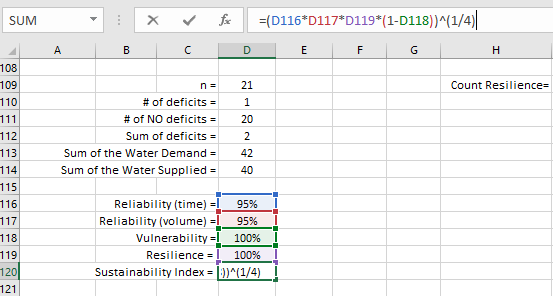 SUM =(D116*D117*D119*(1-D118))^(1/4)
A B C D E F G H
108
109 n = 21 Count Resilience=
110 # of deficits = 1
111 # of NO deficits = 20
112 Sum of deficits = 2
113 Sum of the Water Demand = 42
114 Sum of the Water Supplied = 40
115
116 Reliability (time) = 95%
117 Reliability (volume) = 95%
118 Vulnerability = 100%
119 Resilience = 100%
120 Sustainability Index = ))^(1/4)
121